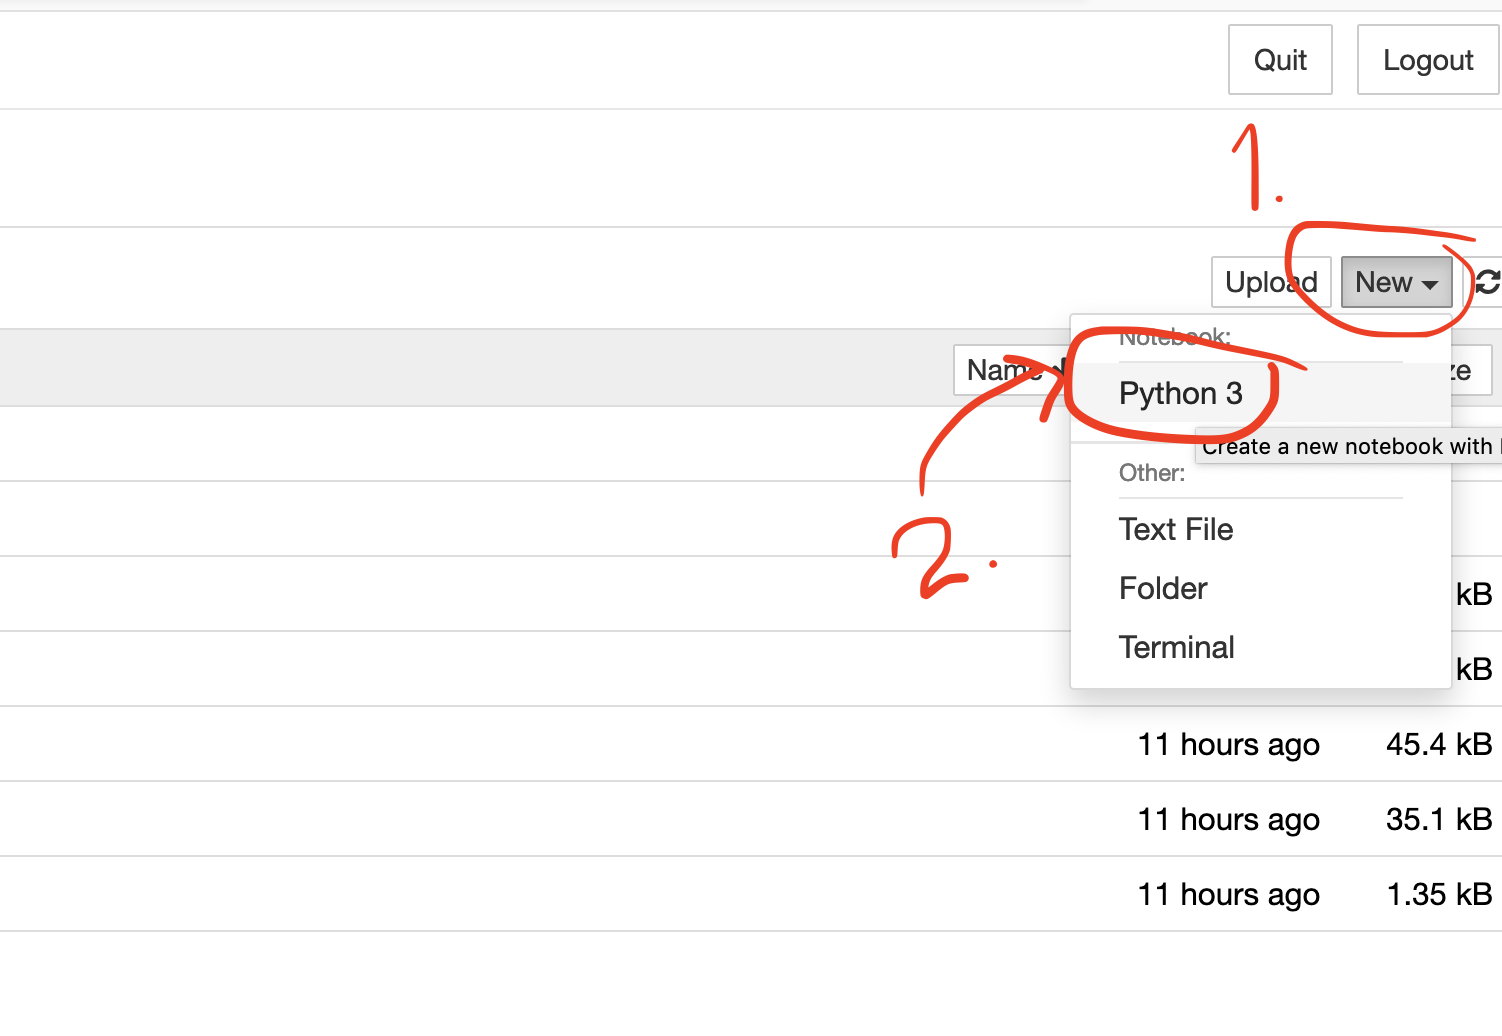 Quit Logout
1.
Upload New
Notebook:
Name
ze
Python 3
Create a new notebook with
Other:
2.
Text File
Folder
kB
Terminal
kB
11 hours ago 45.4 kB
11 hours ago 35.1 kB
11 hours ago 1.35 kB